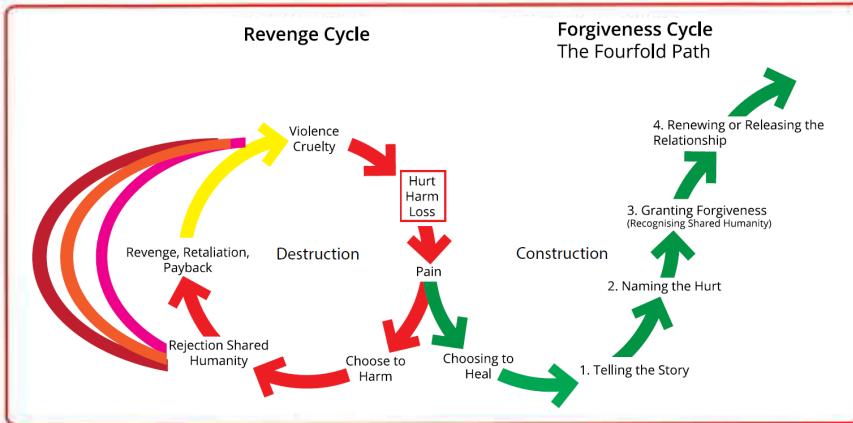 Revenge Cycle
Forgiveness Cycle
The Fourfold Path
Violence
Cruelty
Hurt
Harm
Loss
Destruction
Pain
Revenge, Retaliation,
Payback
Rejection Shared
Humanity
Choose to
Harm
Construction
Choosing to
Heal
1. Telling the Story
2. Naming the Hurt
3. Granting Forgiveness
(Recognising Shared Humanity)
4. Renewing or Releasing the
Relationship